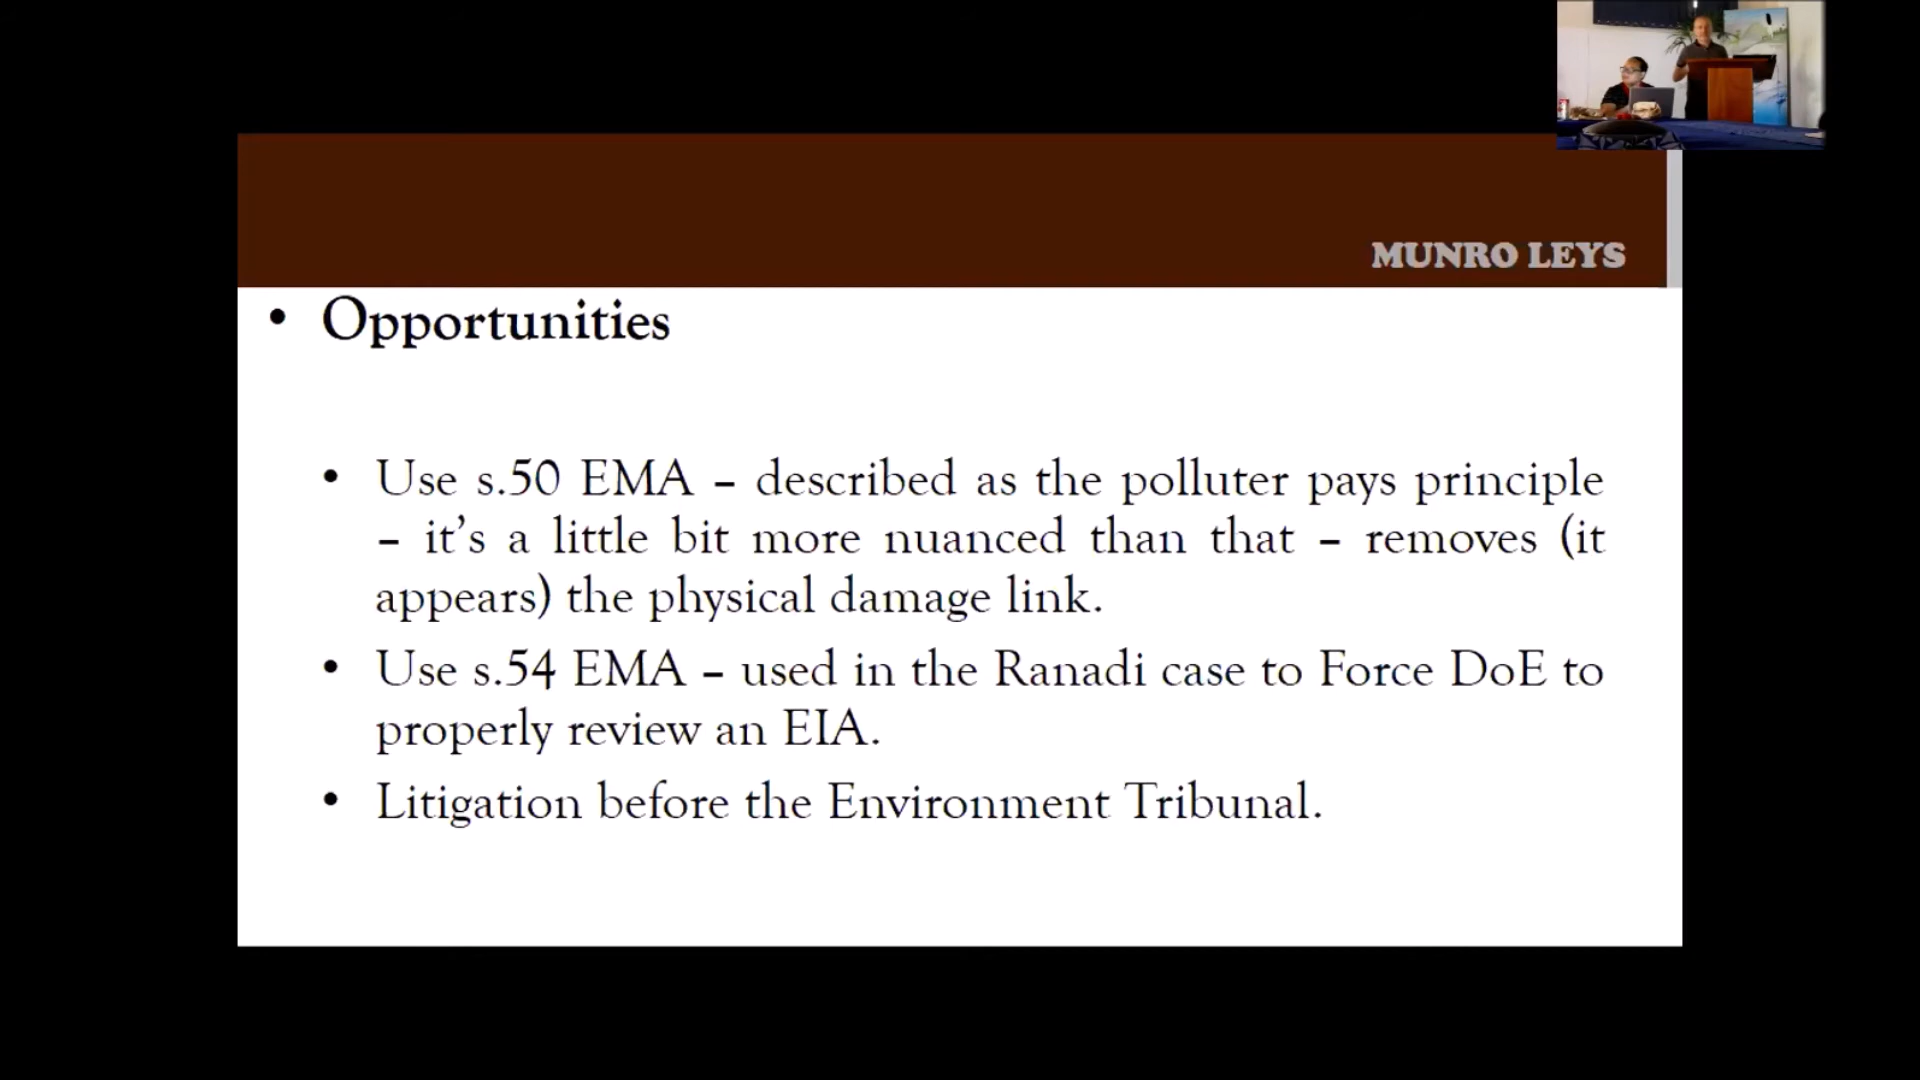 MUNRO LEYS
• Opportunities
• Use s.50 EMA – described as the polluter pays principle
– it’s a little bit more nuanced than that – removes (it
appears) the physical damage link.
• Use s.54 EMA – used in the Ranadi case to Force DoE to
properly review an EIA.
• Litigation before the Environment Tribunal.